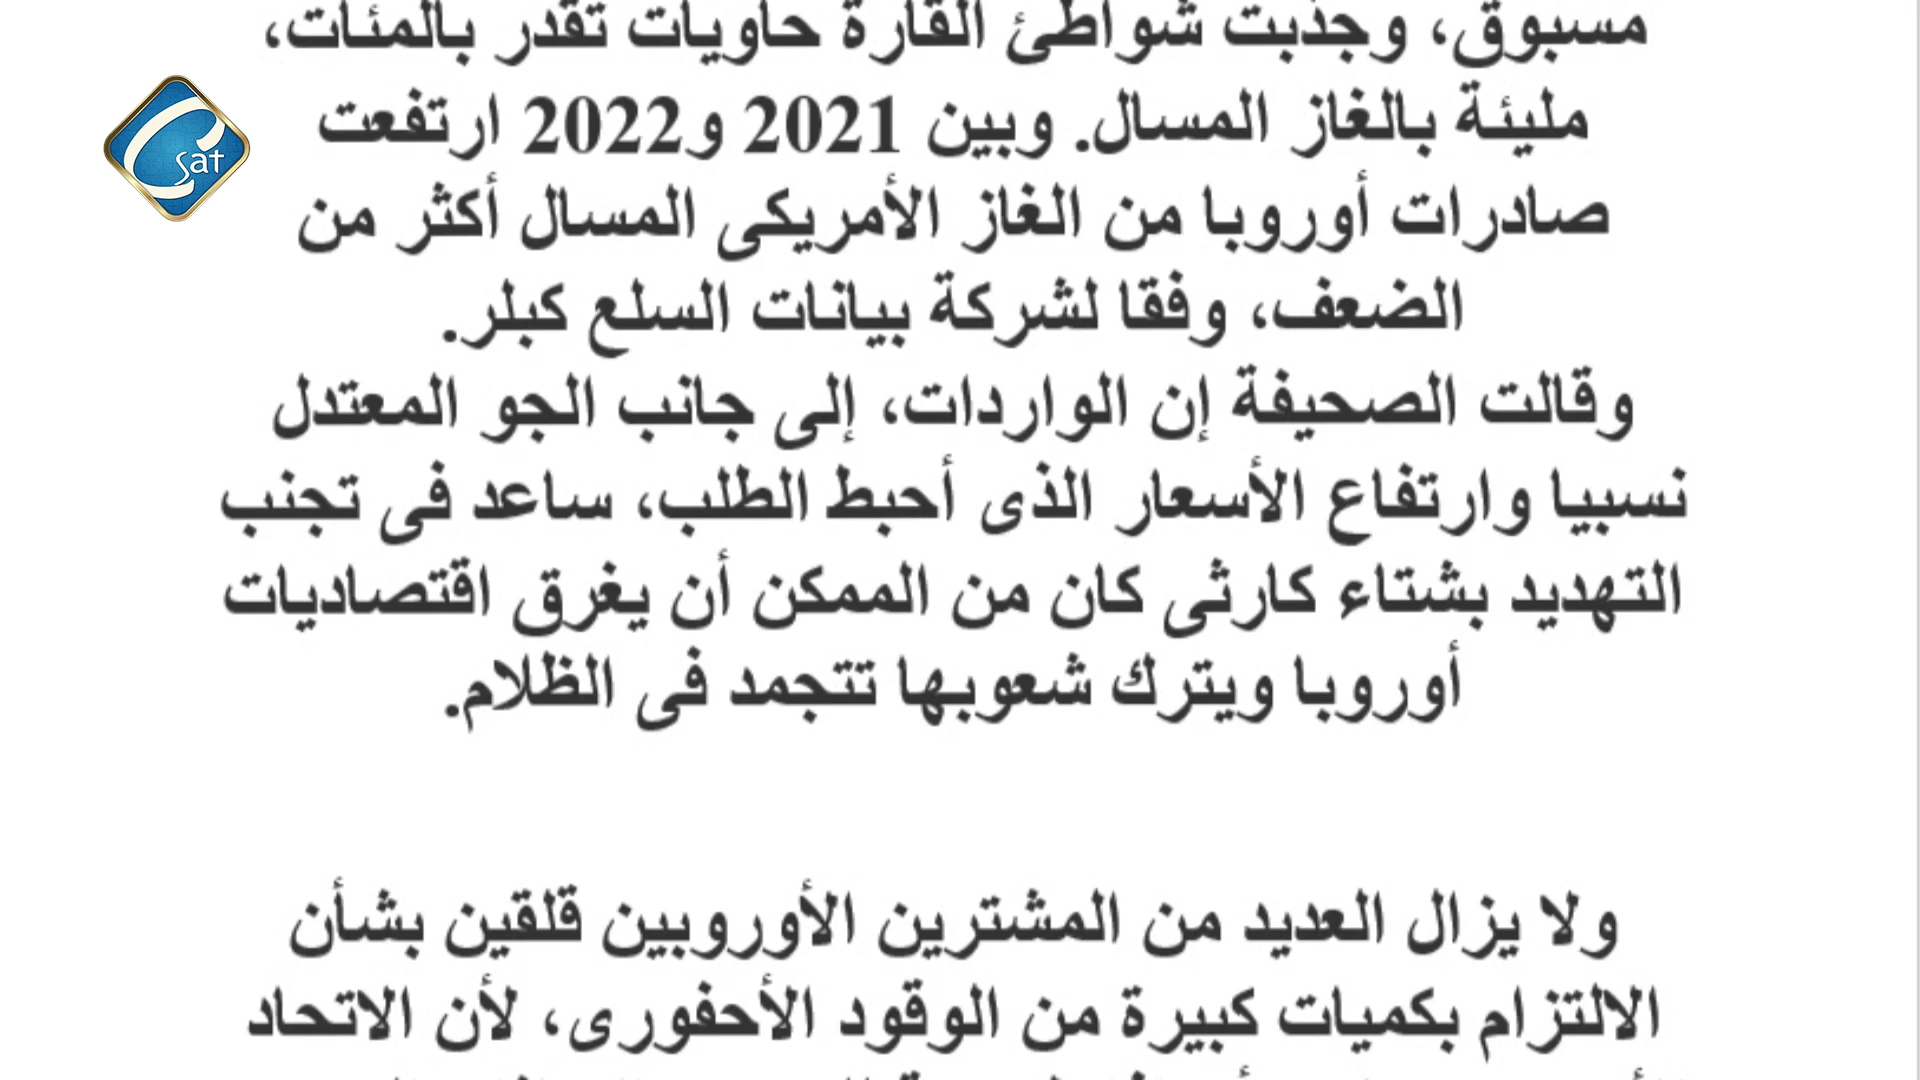 مسبوق، وجذبت شواطئ القارة حاويات تقدر بالمئات،
مليئة بالغاز المسال. وبين 2021 و2022 ارتفعت
صادرات أوروبا من الغاز الأمريكى المسال أكثر من
الضعف، وفقا لشركة بيانات السلع كبلر.
وقالت الصحيفة إن الواردات، إلى جانب الجو المعتدل
نسبيا وارتفاع الأسعار الذى أحبط الطلب، ساعد فى تجنب
التهديد بشتاء كارثى كان من الممكن أن يغرق اقتصاديات
أوروبا ويترك شعوبها تتجمد فى الظلام.
ولا يزال العديد من المشترين الأوروبيين قلقين بشأن
الالتزام بكميات كبيرة من الوقود الأحفورى، لأن الاتحاد
C sat